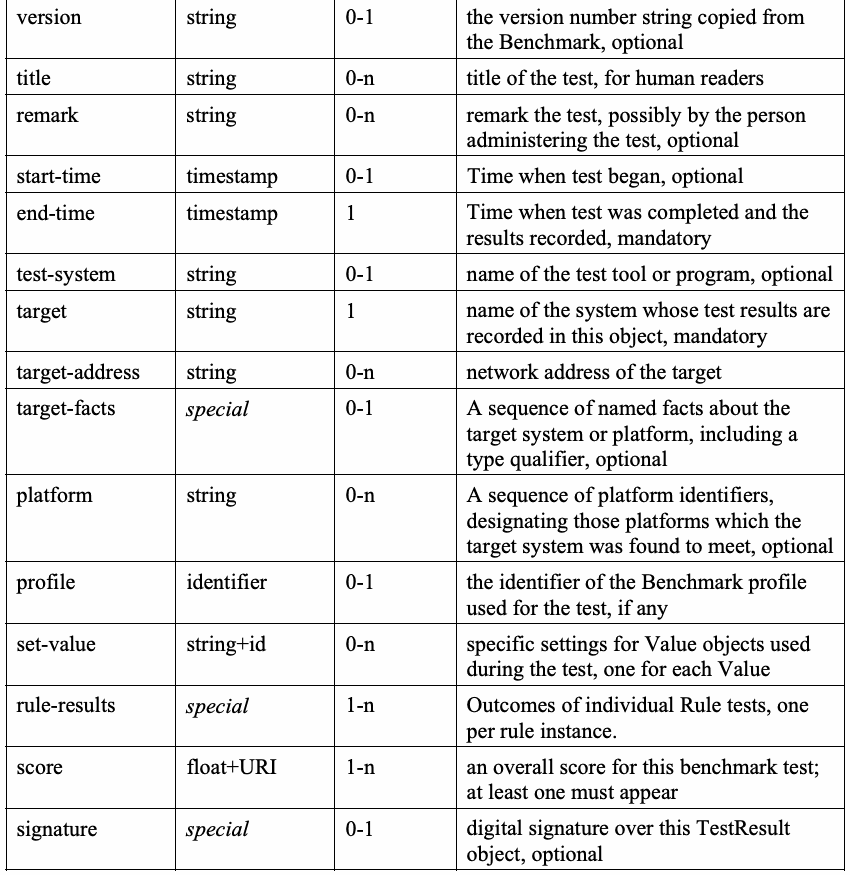 version string 0-1 the version number string copied from
the Benchmark, optional
title string 0-n title of the test, for human readers
remark string 0-n remark the test, possibly by the person
administering the test, optional
start-time timestamp 0-1 Time when test began, optional
end-time timestamp 1 Time when test was completed and the
results recorded, mandatory
test-system string 0-1 name of the test tool or program, optional
target string 1 name of the system whose test results are
recorded in this object, mandatory
target-address string 0-n network address of the target
target-facts special 0-1 A sequence of named facts about the
target system or platform, including a
type qualifier, optional
platform string 0-n A sequence of platform identifiers,
designating those platforms which the
target system was found to meet, optional
profile identifier 0-1 the identifier of the Benchmark profile
used for the test, if any
set-value string+id 0-n specific settings for Value objects used
during the test, one for each Value
rule-results special 1-n Outcomes of individual Rule tests, one
per rule instance.
score float+URI 1-n an overall score for this benchmark test;
at least one must appear
signature special 0-1 digital signature over this TestResult
object, optional